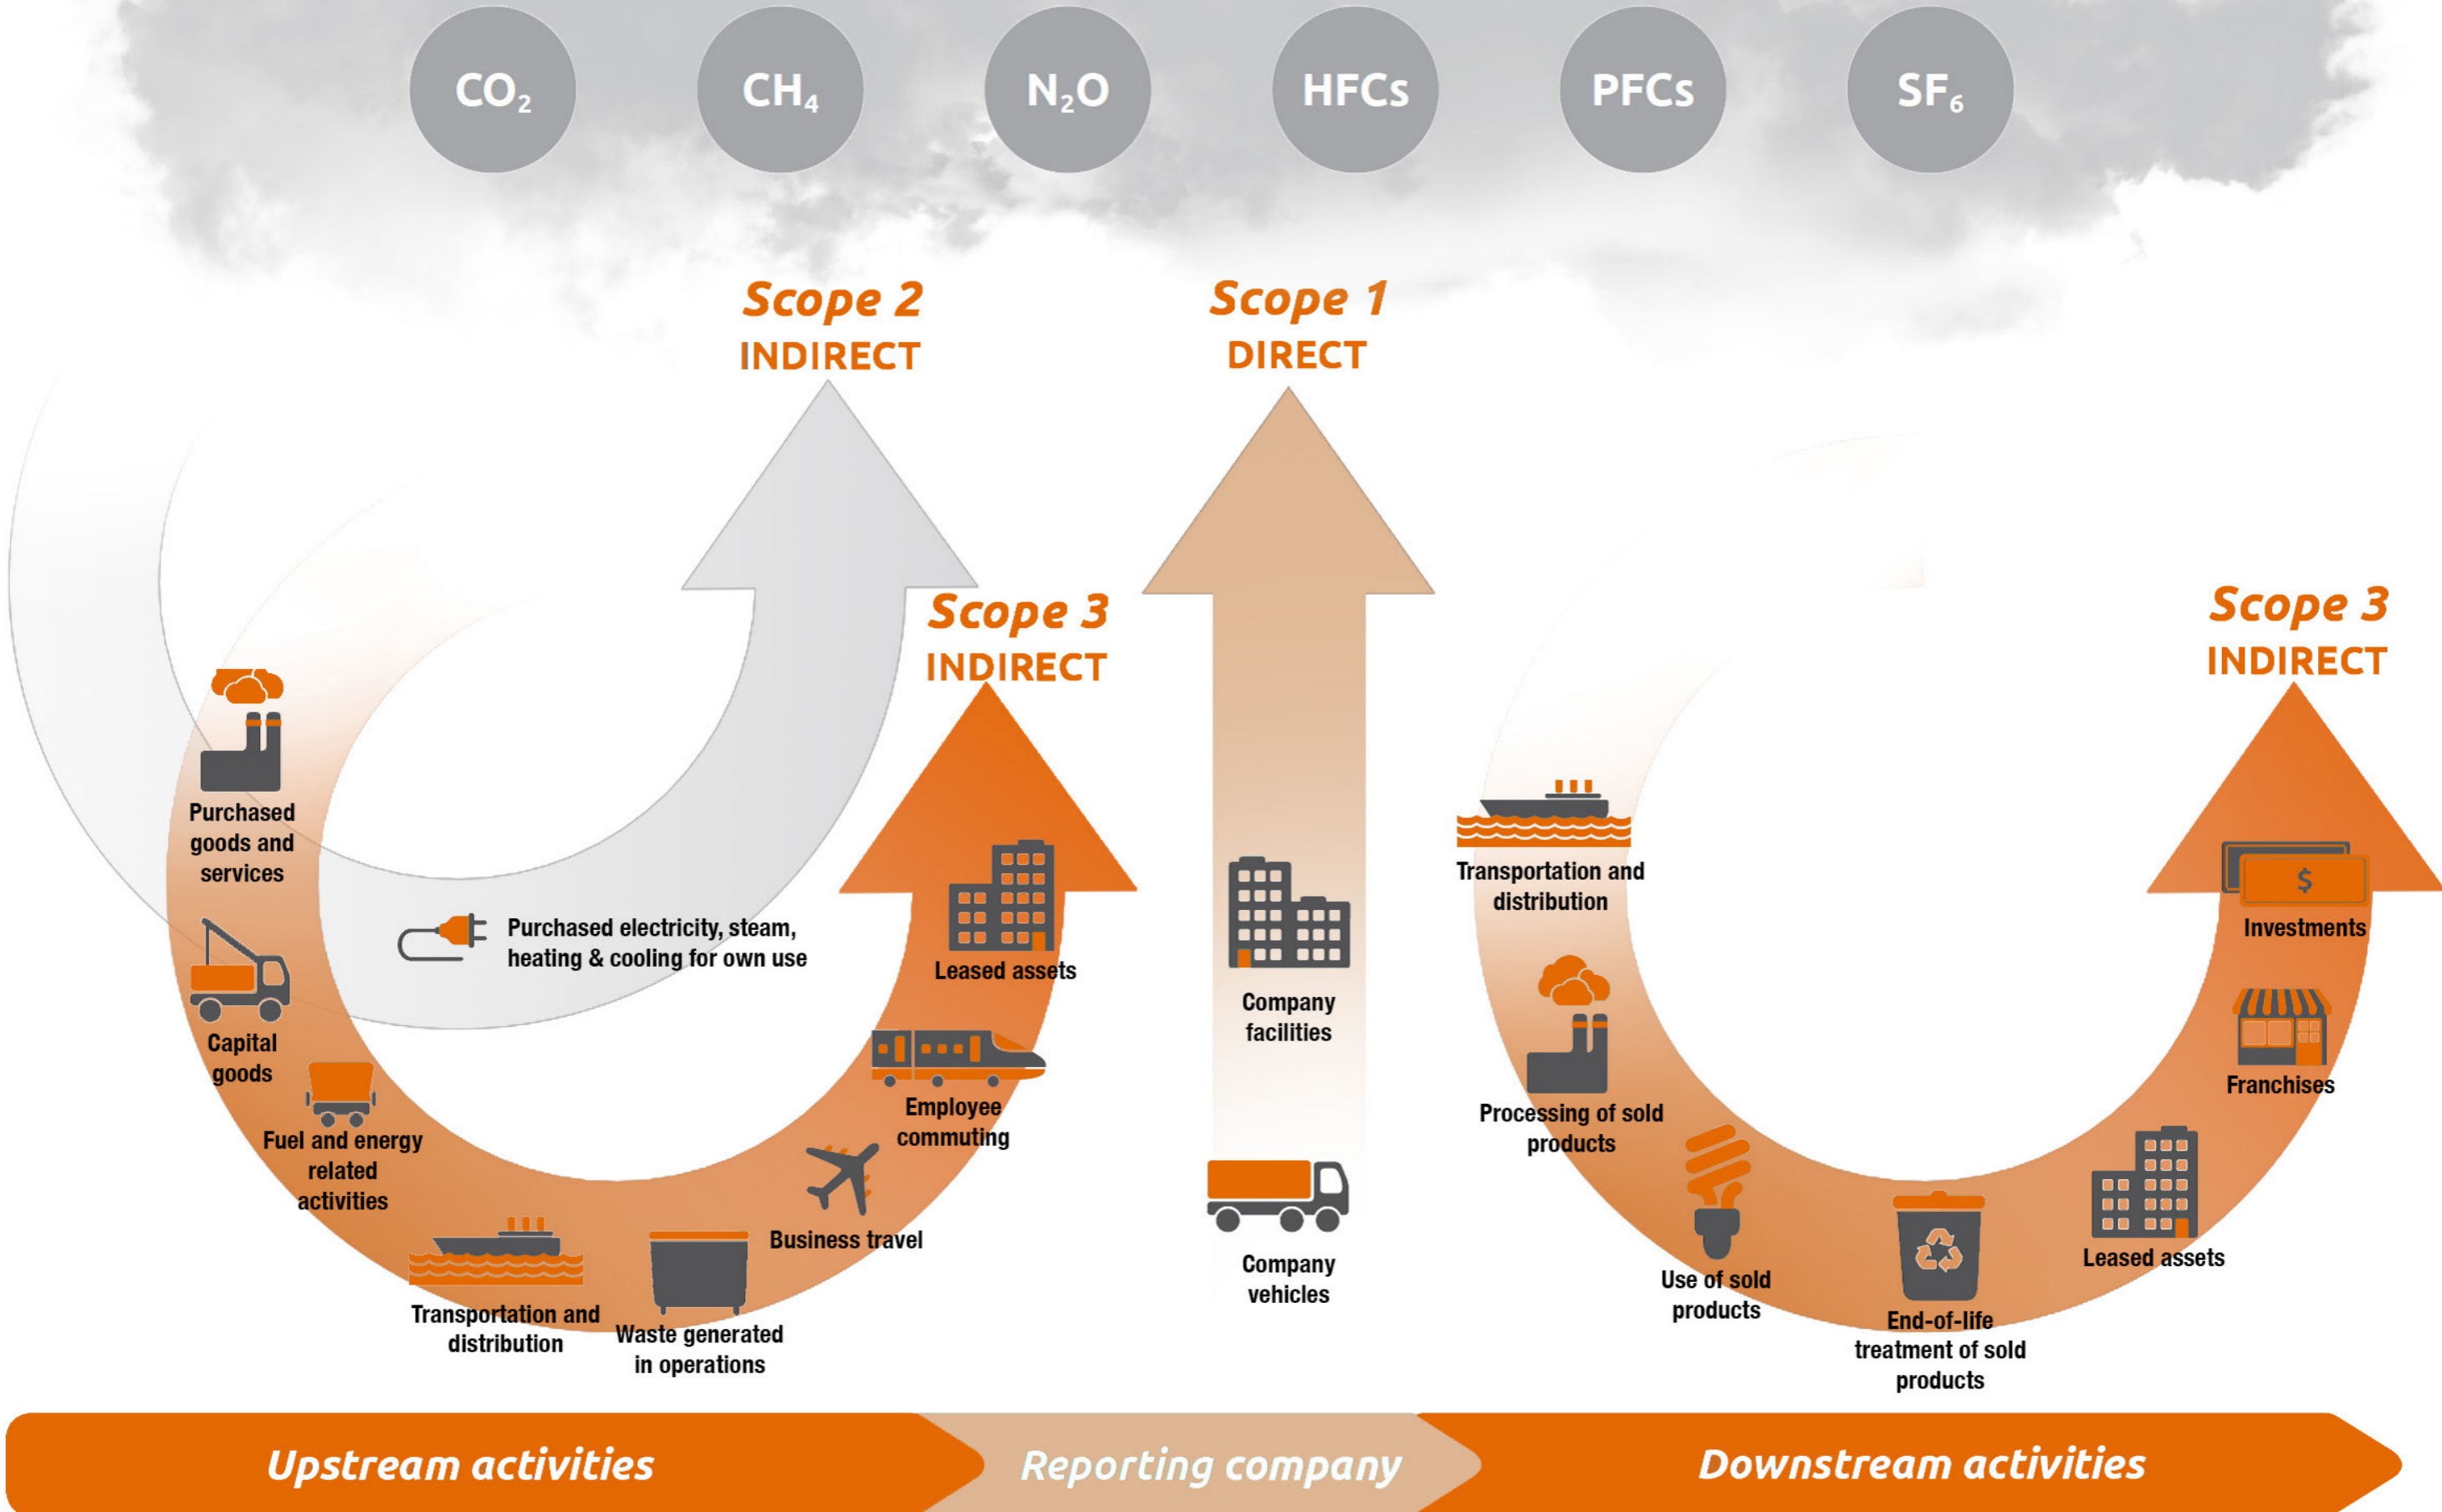 CO₂
CH₄
N₂O
HFCs
PFCs
SF₆
Scope 2
INDIRECT
Scope 1
DIRECT
Scope 3
INDIRECT
Scope 3
INDIRECT
Purchased
goods and
services
Capital
goods
Fuel and energy
related
activities
Purchased electricity, steam,
heating & cooling for own use
Transportation and
distribution
Waste generated
in operations
Business travel
Employee
commuting
Leased assets
Company
facilities
Company
vehicles
Transportation and
distribution
Processing of sold
products
Use of sold
products
End-of-life
treatment of sold
products
Leased assets
Franchises
$
Investments
Upstream activities
Reporting company
Downstream activities